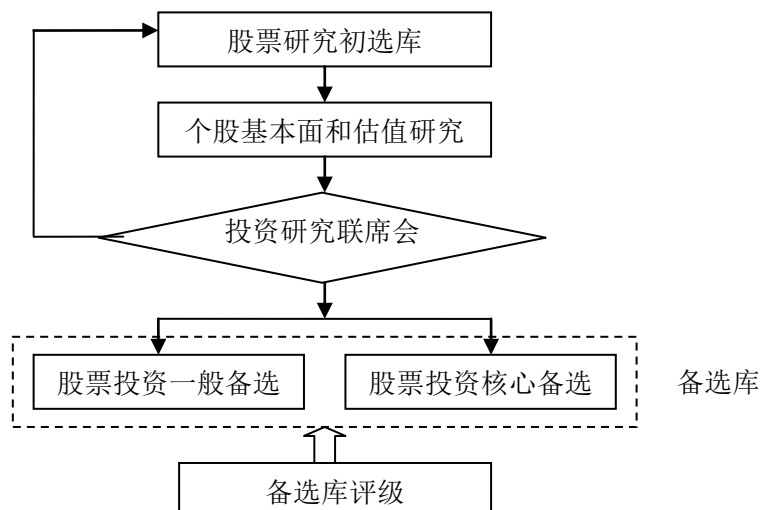 股票研究初选库
个股基本面和估值研究
投资研究联席会
股票投资一般备选
股票投资核心备选
备选库
备选库评级